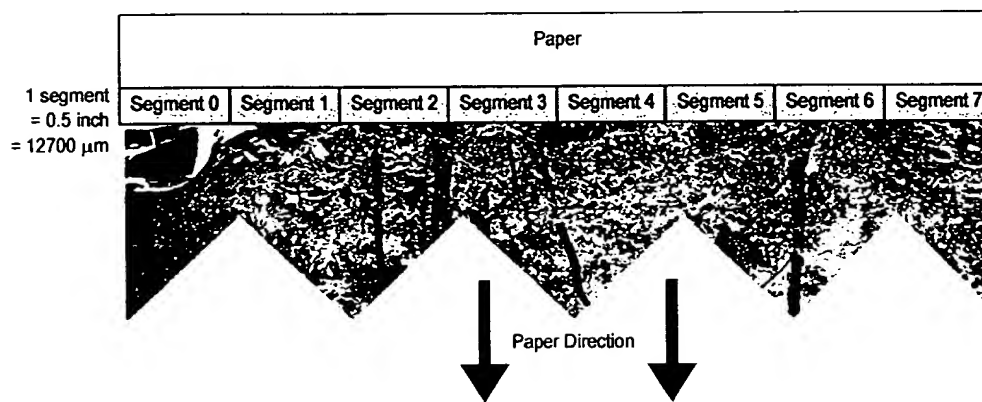 Paper
1 segment
= 0.5 inch
= 12700 µm
Segment 0 Segment 1 Segment 2 Segment 3 Segment 4 Segment 5 Segment 6 Segment 7
Paper Direction